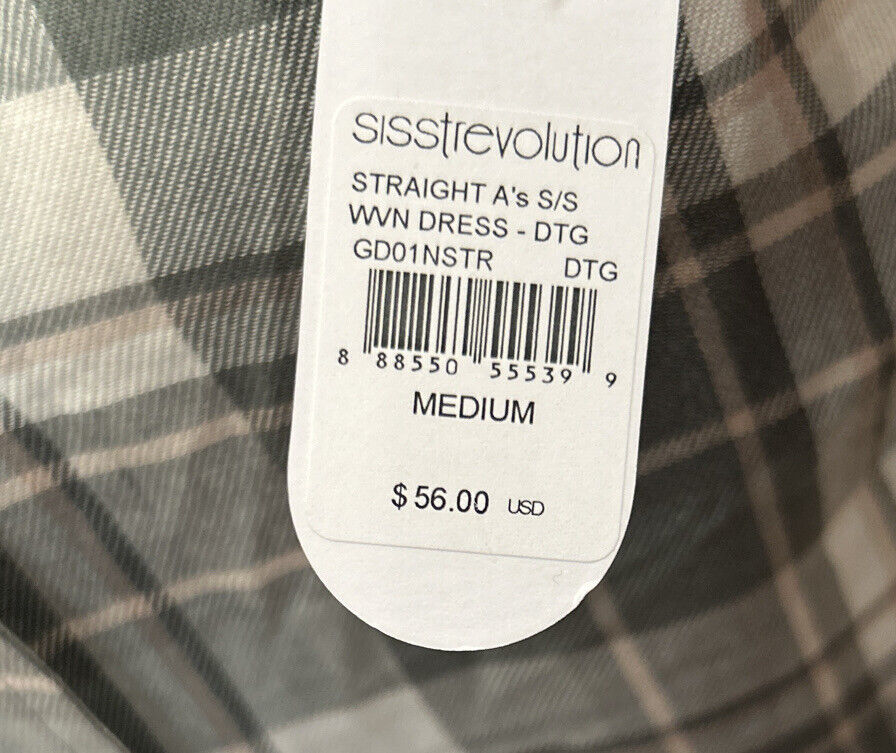 sisstrevolution
STRAIGHT A's S/S
WVN DRESS - DTG
GD01NSTR DTG
8 88550 55539 9
MEDIUM
$ 56.00 USD